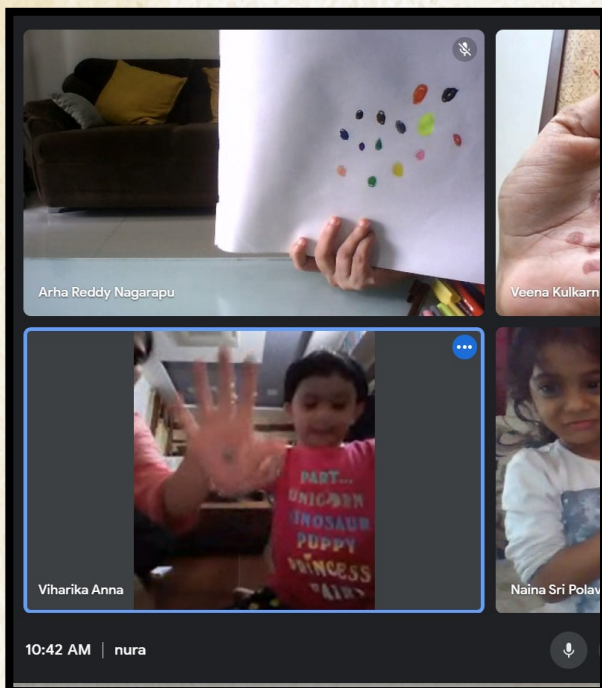 Arha Reddy Nagarapu
Veena Kulkarn
PART...
UNICORN
DINOSAUR
PUPPY
PRINCESS
FAIRY
Viharika Anna
Naina Sri Polav
10:42 AM | nura